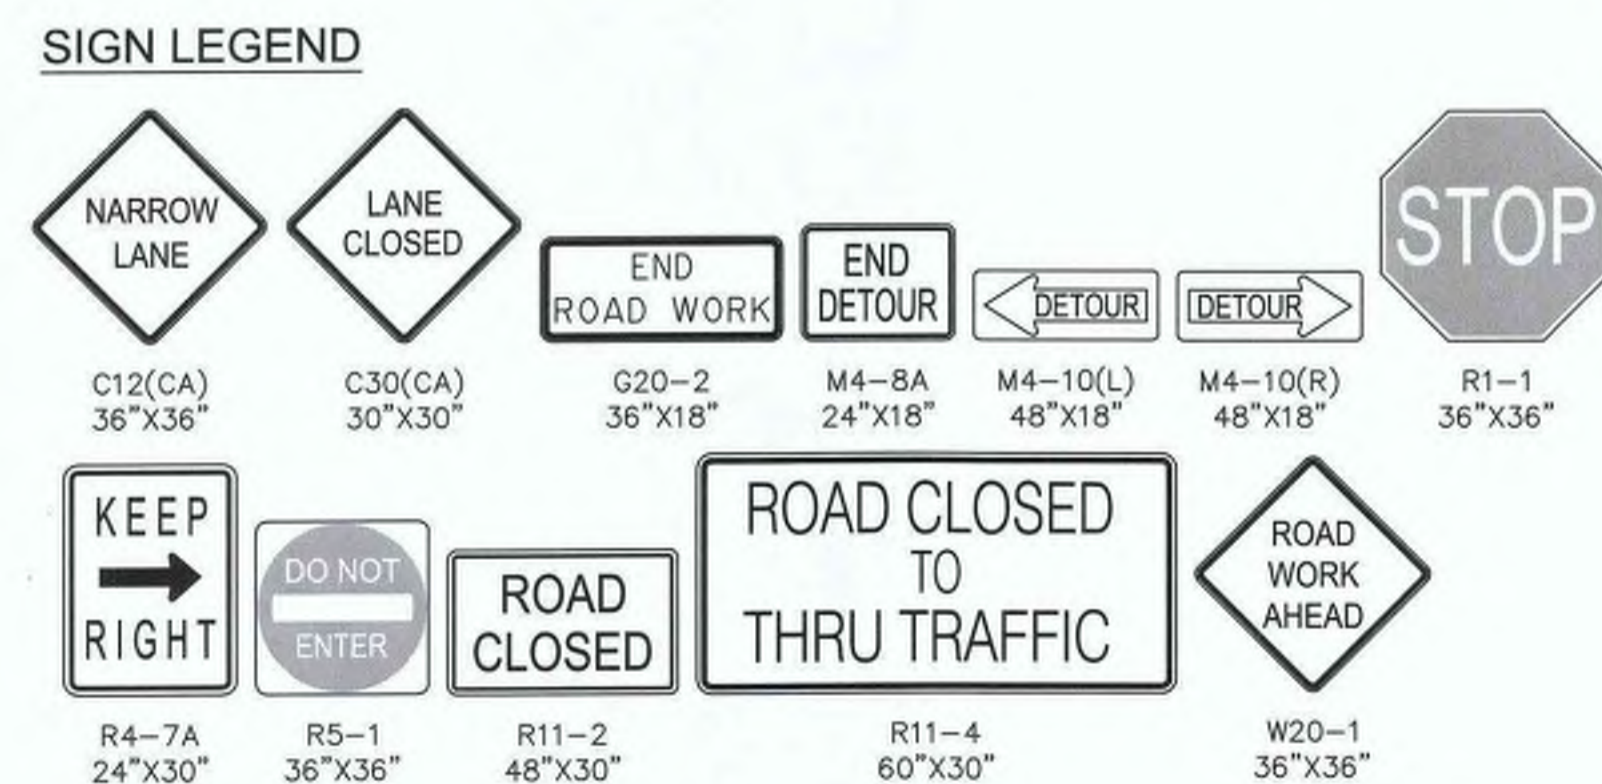 SIGN LEGEND
NARROW
LANE
C12(CA)
36"X36"
LANE
CLOSED
C30(CA)
30"X30"
END
ROAD WORK
G20-2
36"X18"
END
DETOUR
M4-8A
24"X18"
DETOUR
M4-10(L)
48"X18"
DETOUR
M4-10(R)
48"X18"
STOP
R1-1
36"X36"
KEEP
RIGHT
R4-7A
24"X30"
DO NOT
ENTER
R5-1
36"X36"
ROAD
CLOSED
R11-2
48"X30"
ROAD CLOSED
TO
THRU TRAFFIC
R11-4
60"X30"
ROAD
WORK
AHEAD
W20-1
36"X36"